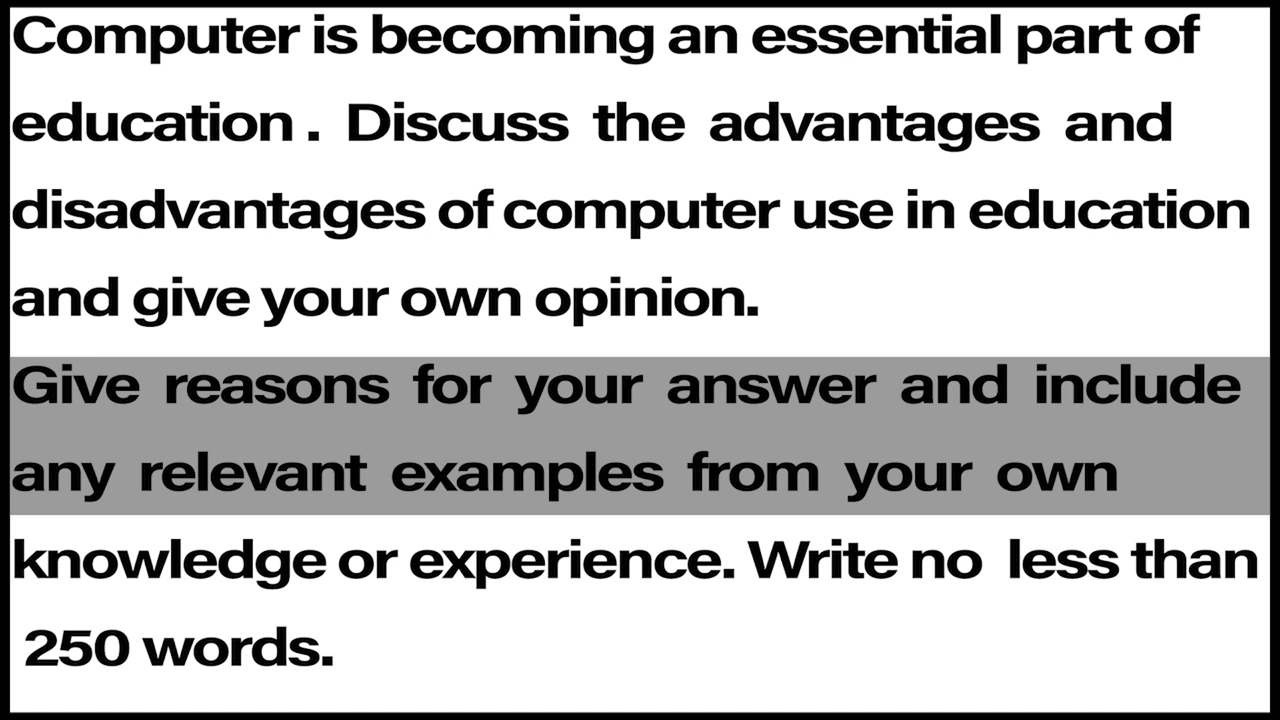 Computer is becoming an essential part of
education . Discuss the advantages and
disadvantages of computer use in education
and give your own opinion.
Give reasons for your answer and include
any relevant examples from your own
knowledge or experience. Write no less than
250 words.